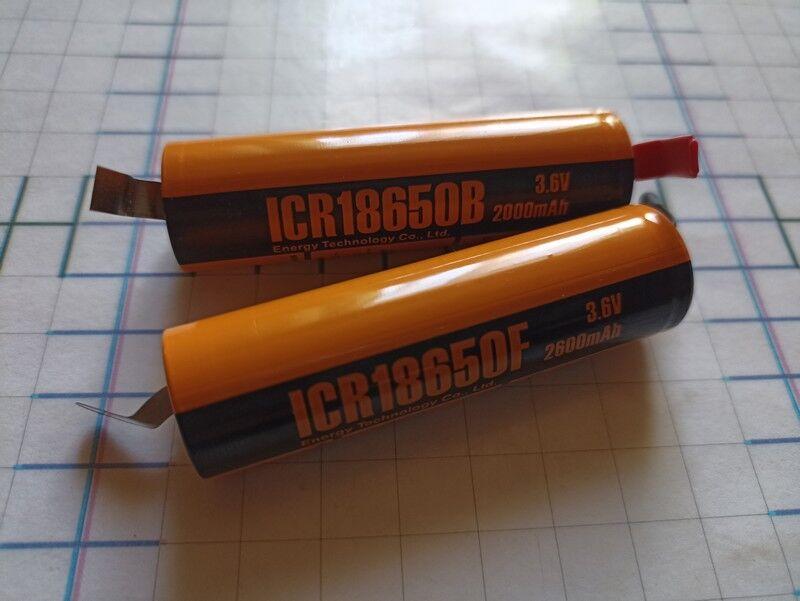 ICR18650B
3.6V
2000mAh
Energy Technology Co., Ltd.
ICR18650F
3.6V
2600mAh
Energy Technology Co., Ltd.